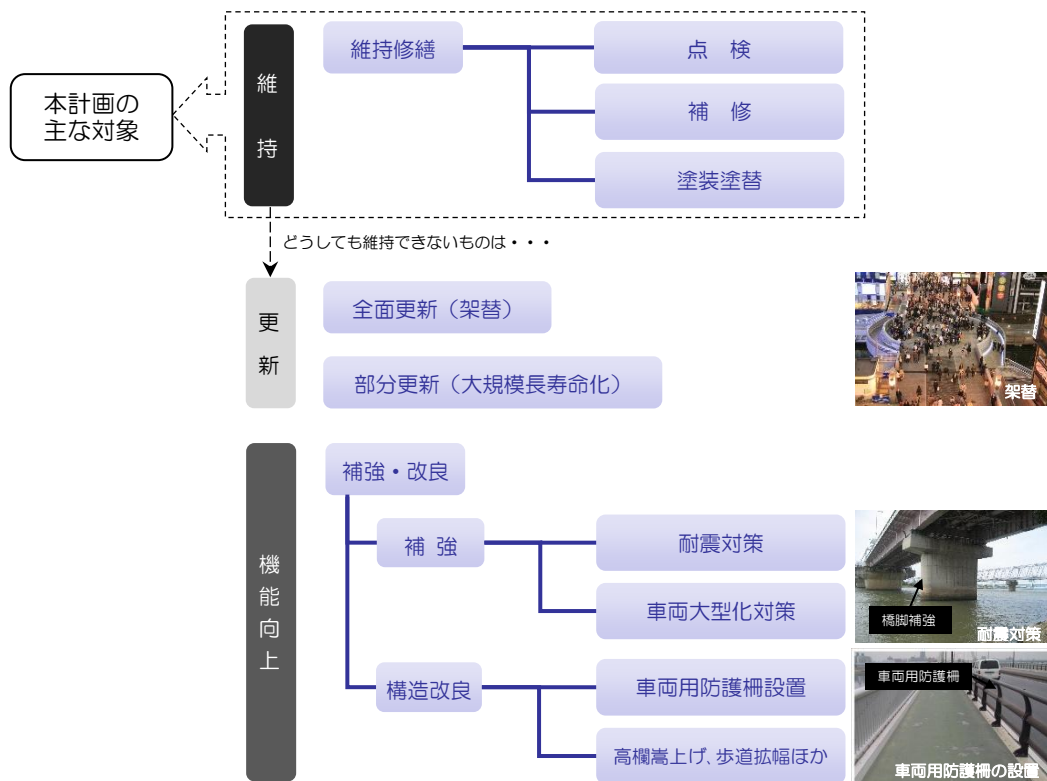 本計画の
主な対象
維持
維持修繕
点 検
補 修
塗装塗替
どうしても維持できないものは・・・
更新
全面更新（架替）
部分更新（大規模長寿命化）
架替
機能向上
補強・改良
補 強
耐震対策
車両大型化対策
橋脚補強
耐震対策
構造改良
車両用防護柵設置
高欄嵩上げ、歩道拡幅ほか
車両用防護柵
車両用防護柵の設置